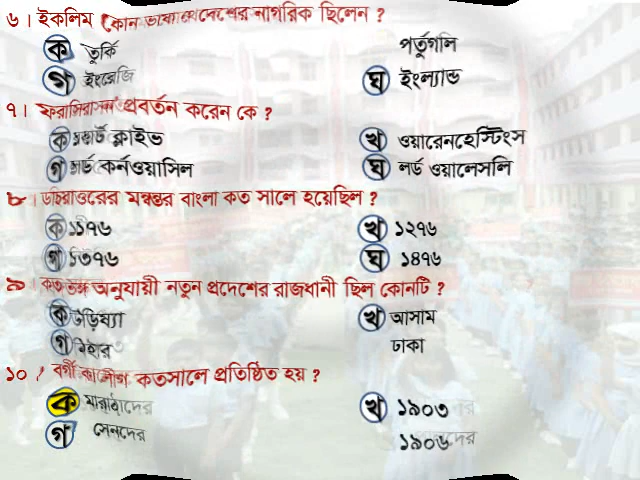 ৬। ইকলিম কোন দেশের নাগরিক ছিলেন ?
ক তুর্কি পর্তুগাল
গ ইংরেজি ঘ ইংল্যান্ড
৭। প্রবর্তন করেন কে ?
ক ক্লাইভ খ ওয়ারেনহেস্টিংস
গ কর্নওয়াসিল ঘ লর্ড ওয়ালেসলি
৮। মন্বন্তর বাংলা কত সালে হয়েছিল ?
ক ১১৭৬ খ ১২৭৬
গ ১৩৭৬ ঘ ১৪৭৬
৯। অনুযায়ী নতুন প্রদেশের রাজধানী ছিল কোনটি ?
ক উড়িষ্যা খ আসাম
গ ঢাকা
১০। কতসালে প্রতিষ্ঠিত হয় ?
ক মারাঠাদের খ ১৯০৩
গ সেনদের ১৯০৬